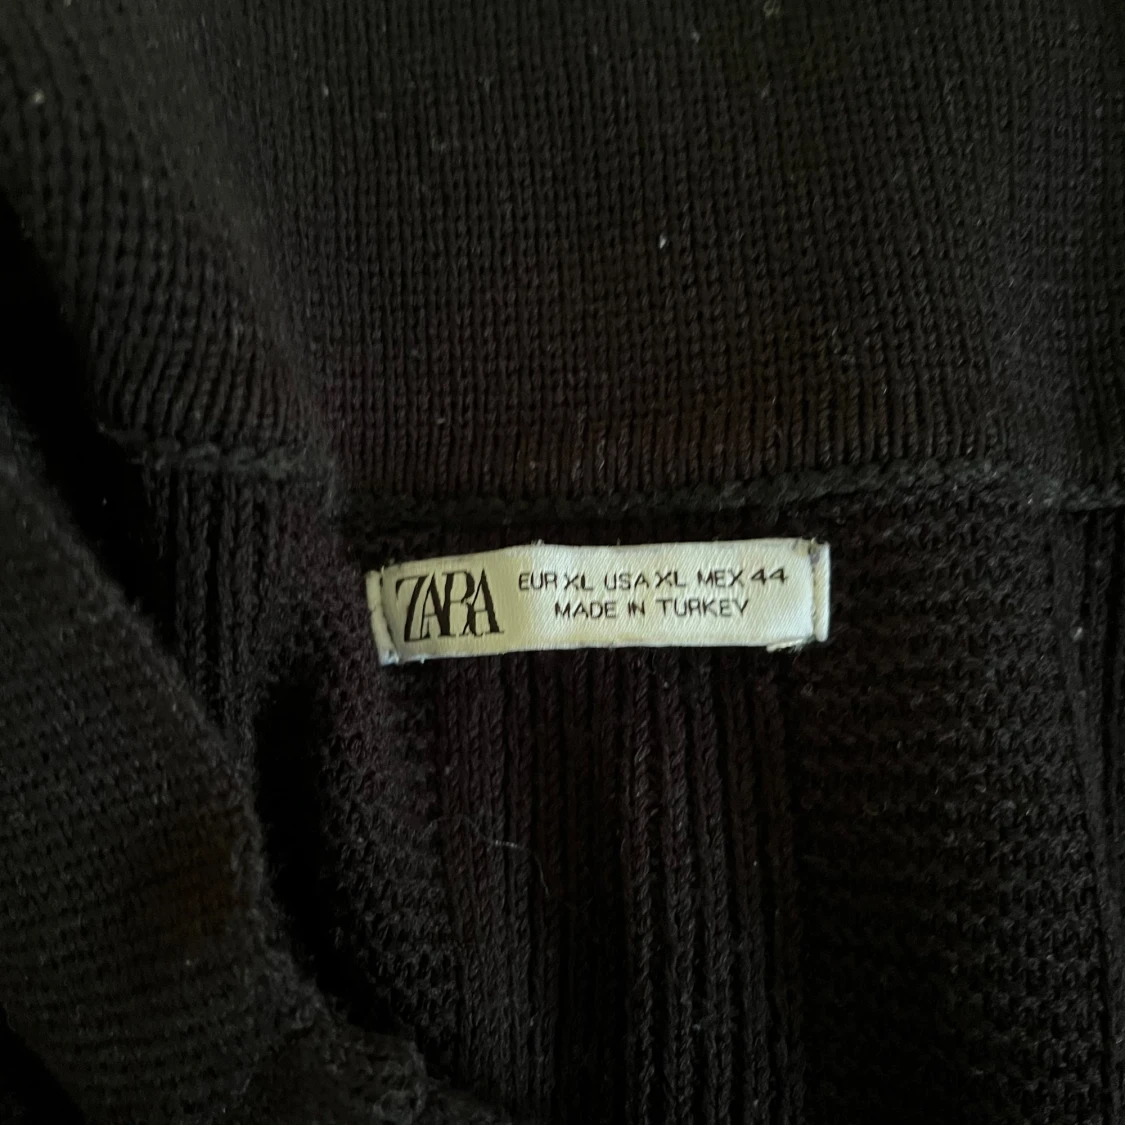 ZARA
EUR XL USA XL MEX 44
MADE IN TURKEY